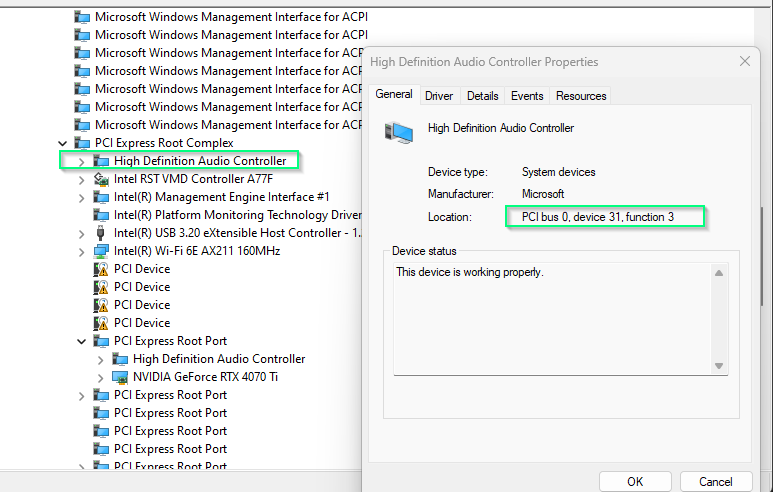 Microsoft Windows Management Interface for ACPI
Microsoft Windows Management Interface for ACPI
Microsoft Windows Management Interface for ACPI
Microsoft Windows Management Interface for ACPI
Microsoft Windows Management Interface for ACPI
Microsoft Windows Management Interface for ACPI
Microsoft Windows Management Interface for ACPI
PCI Express Root Complex
High Definition Audio Controller
Intel RST VMD Controller A77F
Intel(R) Management Engine Interface #1
Intel(R) Platform Monitoring Technology Driver
Intel(R) USB 3.20 eXtensible Host Controller - 1.
Intel(R) Wi-Fi 6E AX211 160MHz
PCI Device
PCI Device
PCI Device
PCI Device
PCI Express Root Port
High Definition Audio Controller
NVIDIA GeForce RTX 4070 Ti
PCI Express Root Port
PCI Express Root Port
PCI Express Root Port
PCI Express Root Port
PCI Express Root Port
High Definition Audio Controller Properties
General Driver Details Events Resources
High Definition Audio Controller
Device type: System devices
Manufacturer: Microsoft
Location: PCI bus 0, device 31, function 3
Device status
This device is working properly.
OK Cancel